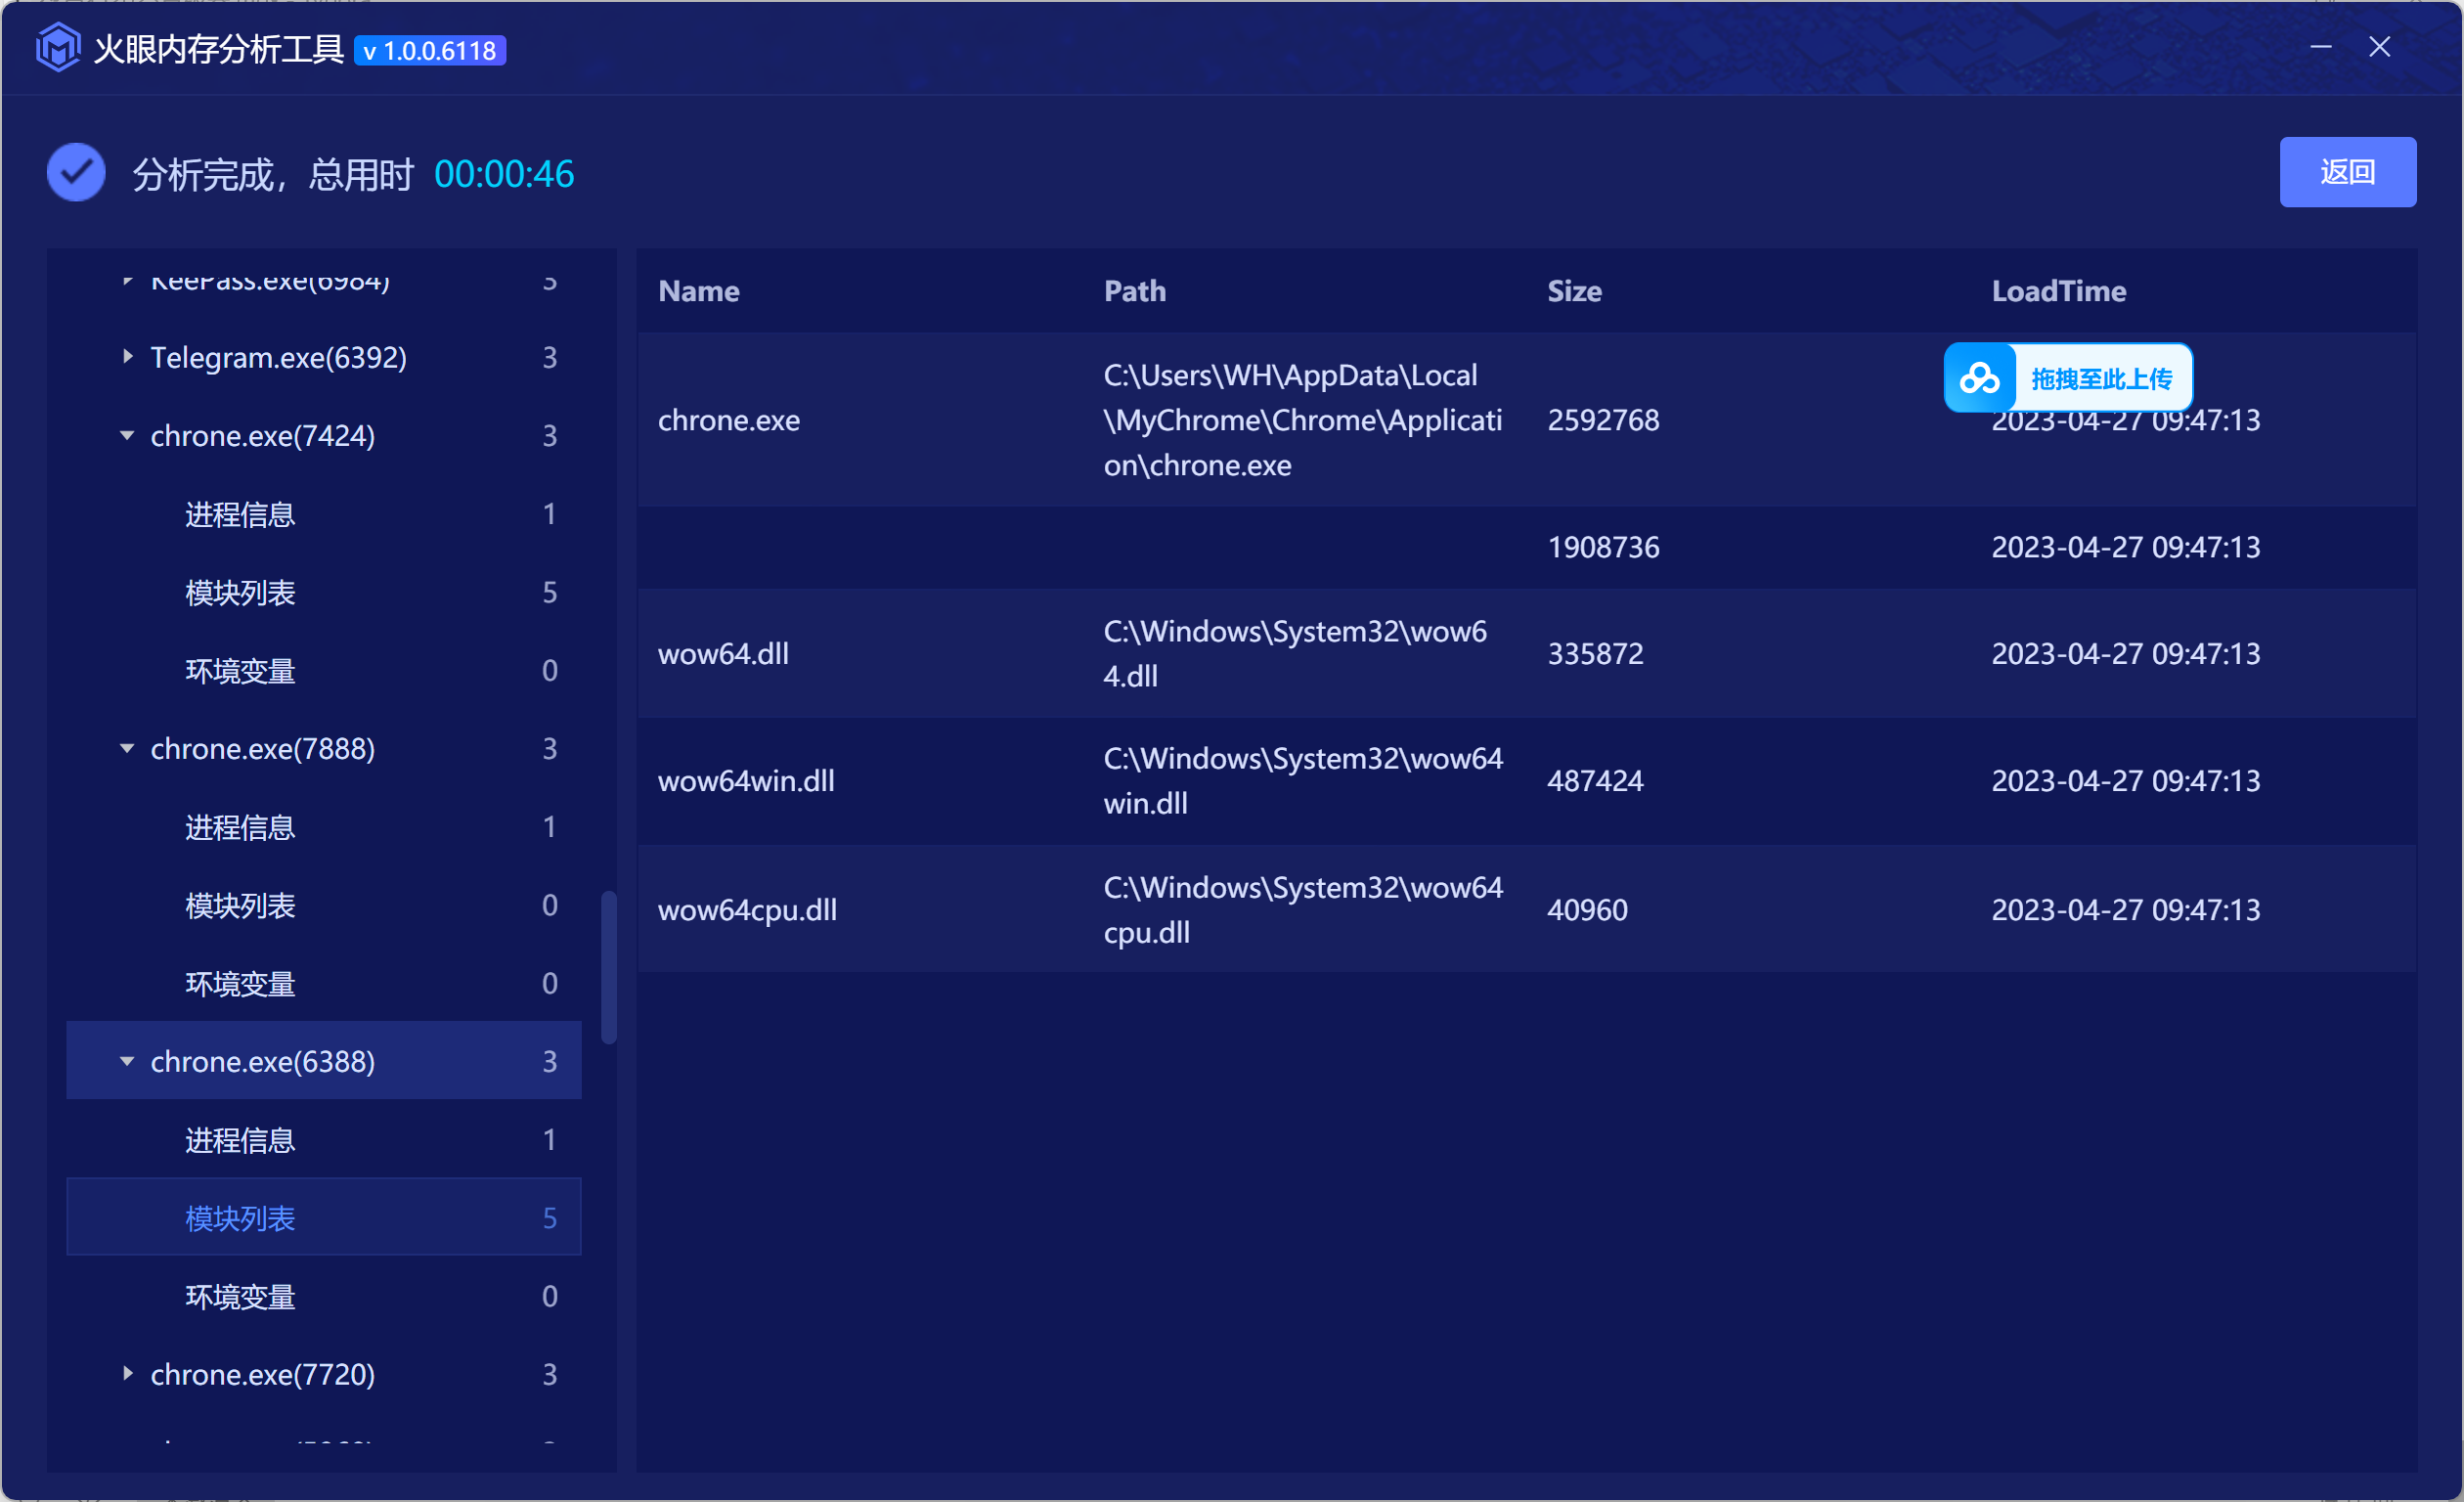 火眼内存分析工具 v 1.0.0.6118
分析完成，总用时 00:00:46
返回
KeePass.exe(6984) 3
Telegram.exe(6392) 3
chrone.exe(7424) 3
进程信息 1
模块列表 5
环境变量 0
chrone.exe(7888) 3
进程信息 1
模块列表 0
环境变量 0
chrone.exe(6388) 3
进程信息 1
模块列表 5
环境变量 0
chrone.exe(7720) 3
Name Path Size LoadTime
拖拽至此上传
C:\Users\WH\AppData\Local
chrone.exe \MyChrome\Chrome\Applicati 2592768 2023-04-27 09:47:13
on\chrone.exe
1908736 2023-04-27 09:47:13
C:\Windows\System32\wow6
wow64.dll 335872 2023-04-27 09:47:13
4.dll
C:\Windows\System32\wow64
wow64win.dll 487424 2023-04-27 09:47:13
win.dll
C:\Windows\System32\wow64
wow64cpu.dll 40960 2023-04-27 09:47:13
cpu.dll